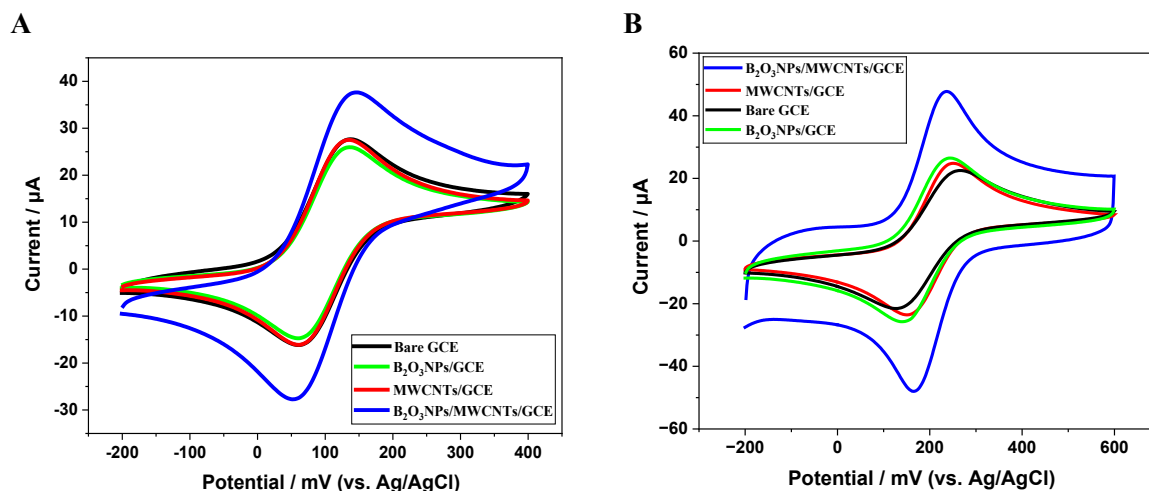 A
40
30
20
10
0
-10
-20
-30
Current / µA
-200
-100
0
100
200
300
400
Potential / mV (vs. Ag/AgCl)
Bare GCE
B₂O₃NPs/GCE
MWCNTs/GCE
B₂O₃NPs/MWCNTs/GCE
B
60
40
20
0
−20
−40
−60
Current / µA
−200
0
200
400
600
Potential / mV (vs. Ag/AgCl)
B₂O₃NPs/MWCNTs/GCE
MWCNTs/GCE
Bare GCE
B₂O₃NPs/GCE